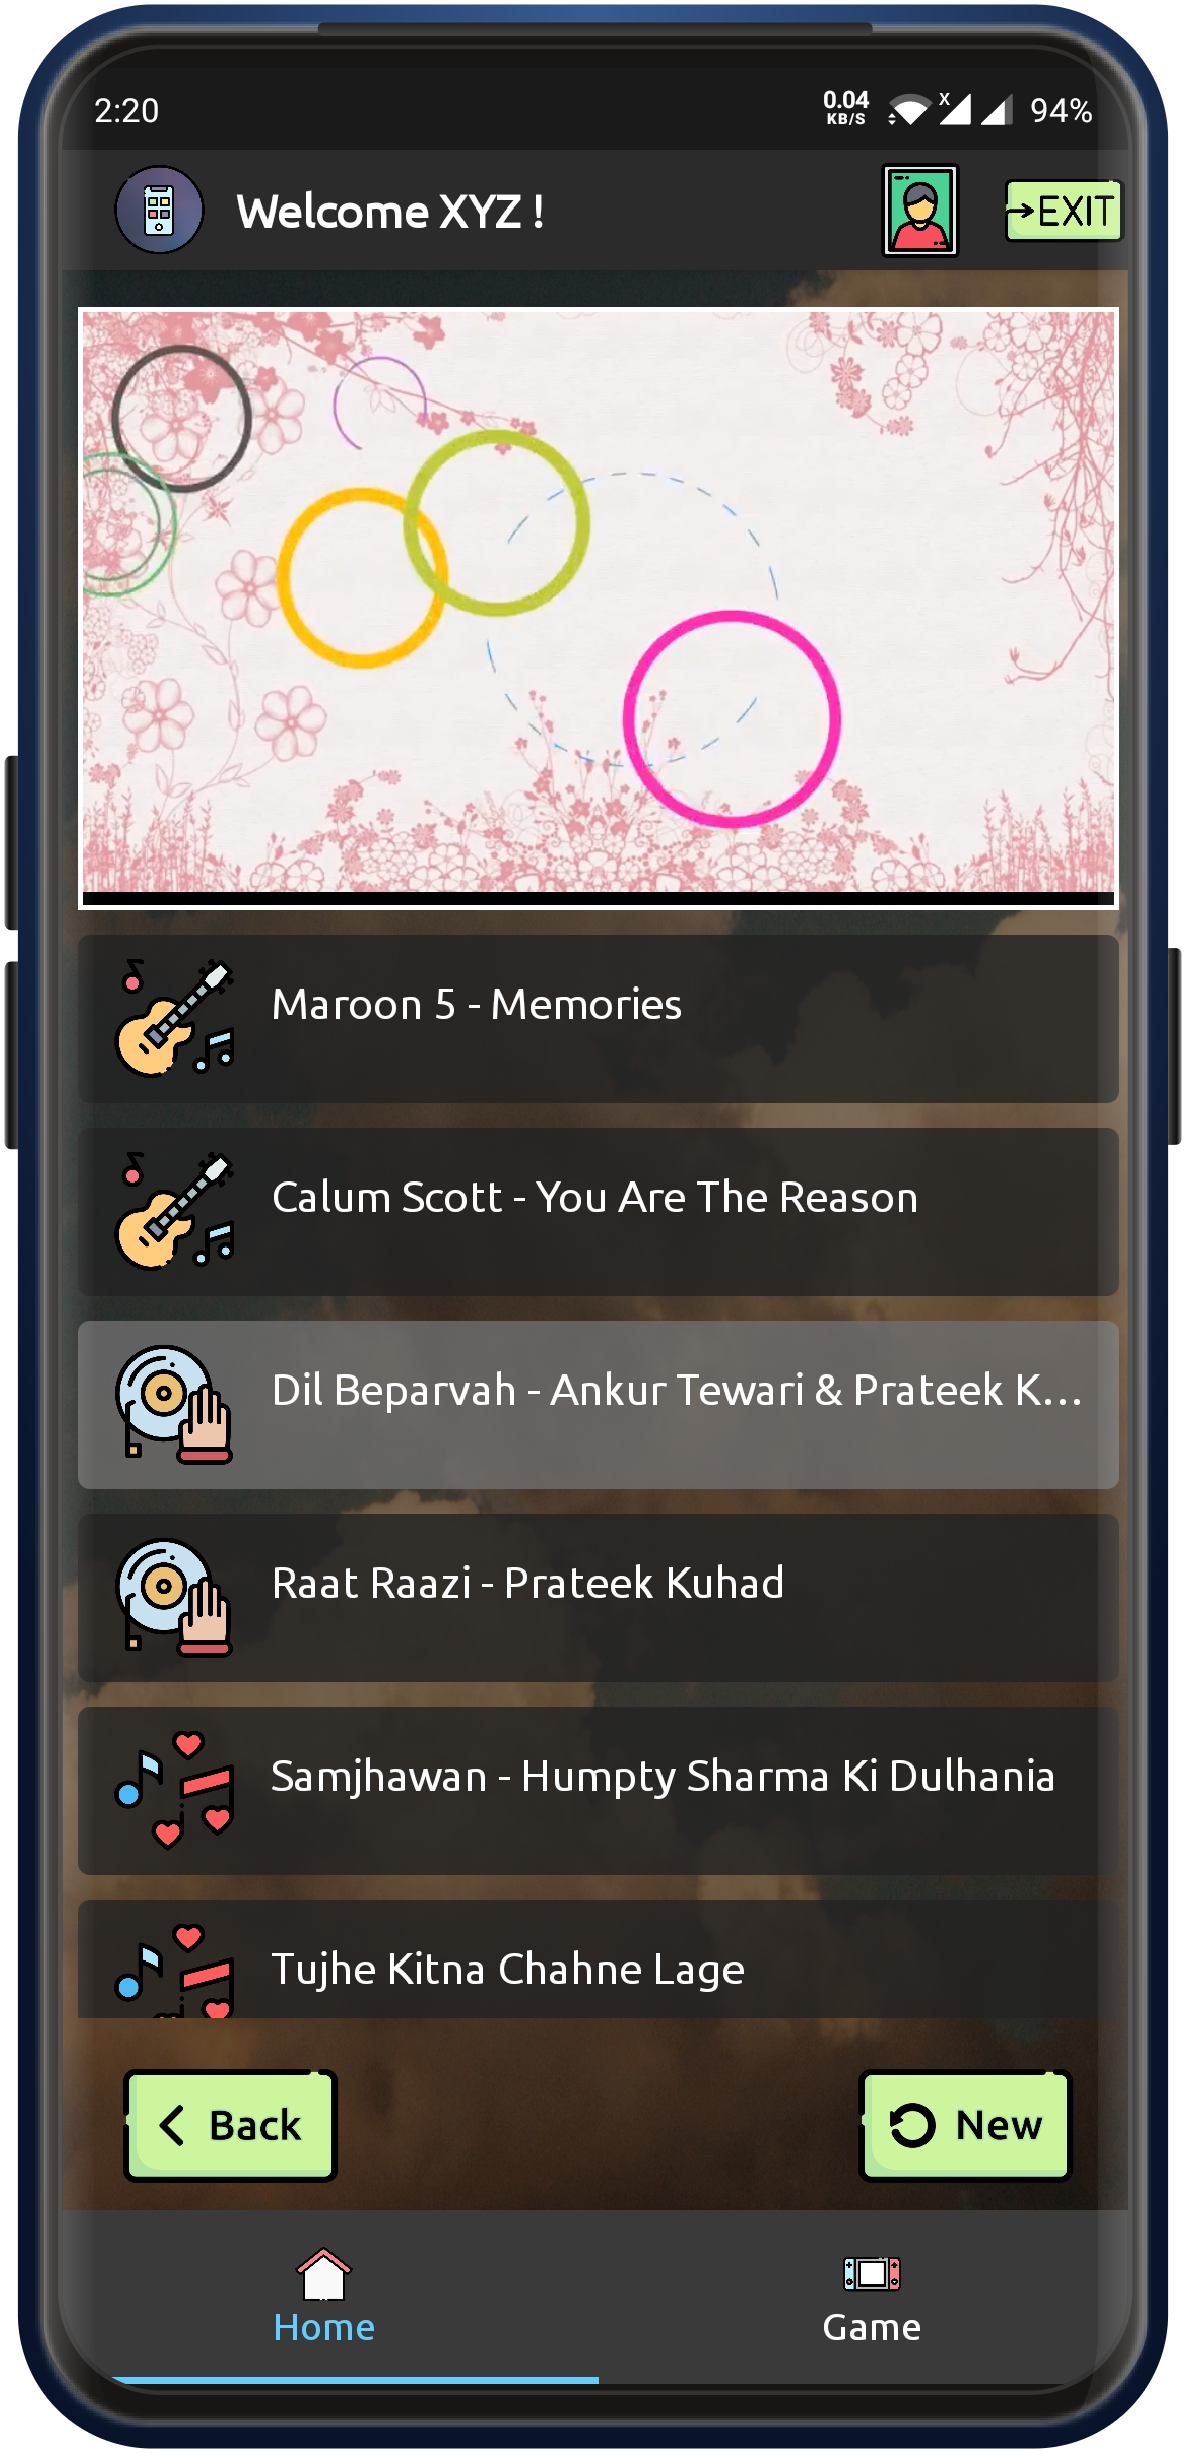 2:20
0.04
KB/S
X
94%
Welcome XYZ !
EXIT
Maroon 5 - Memories
Calum Scott - You Are The Reason
Dil Beparvah - Ankur Tewari & Prateek K...
Raat Raazi - Prateek Kuhad
Samjhawan - Humpty Sharma Ki Dulhania
Tujhe Kitna Chahne Lage
Back
New
Home
Game